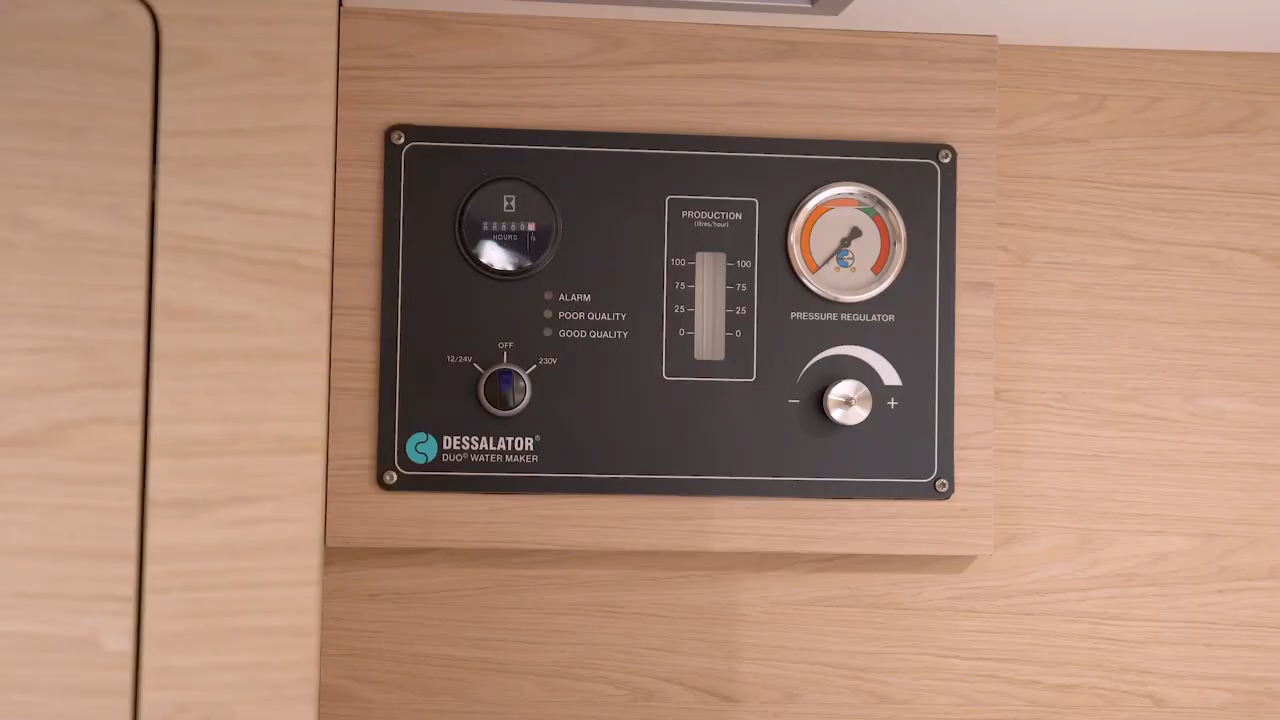 HOURS
PRODUCTION
(litres/hour)
100 100
75 75
25 25
0 0
PRESSURE REGULATOR
- +
ALARM
POOR QUALITY
GOOD QUALITY
OFF
12/24V 230V
DESSALATOR®
DUO® WATER MAKER